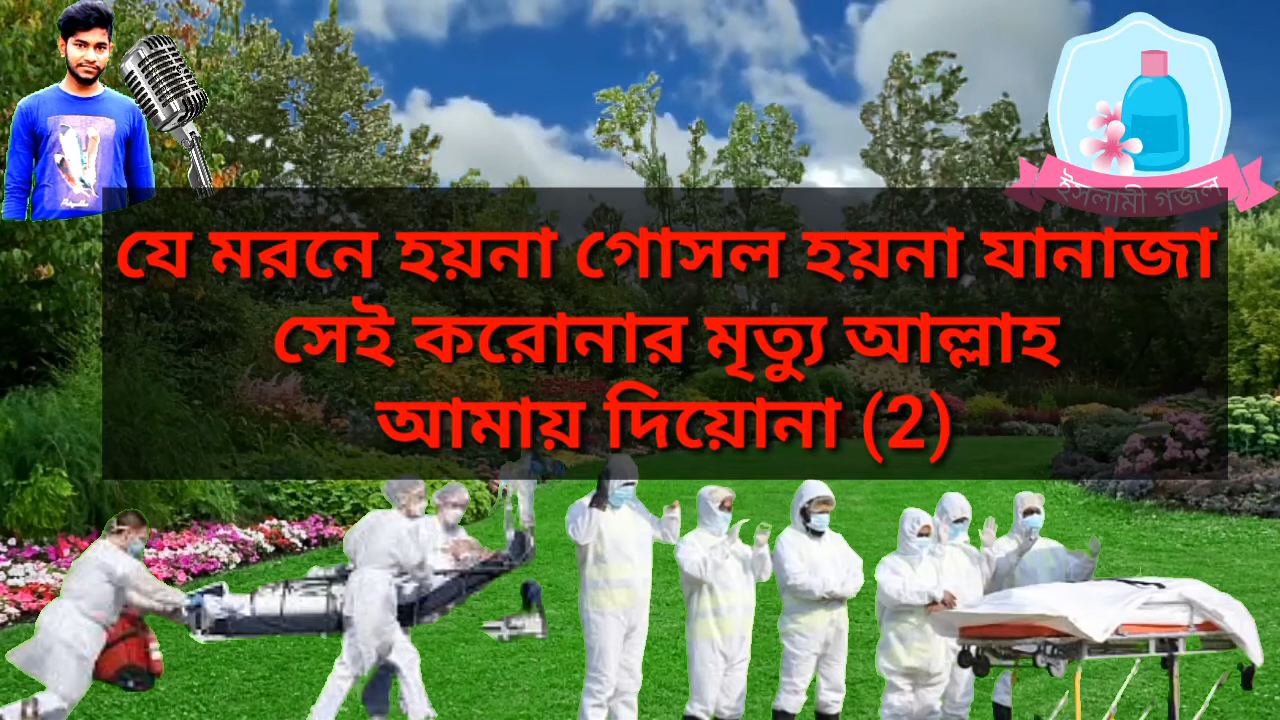 ইসলামী গজল
যে মরনে হয়না গোসল হয়না যানাজা
সেই করোনার মৃত্যু আল্লাহ
আমায় দিয়োনা (2)